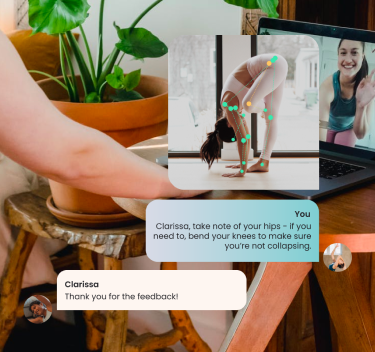 You
Clarissa, take note of your hips - if you
need to, bend your knees to make sure
you're not collapsing.
Clarissa
Thank you for the feedback!